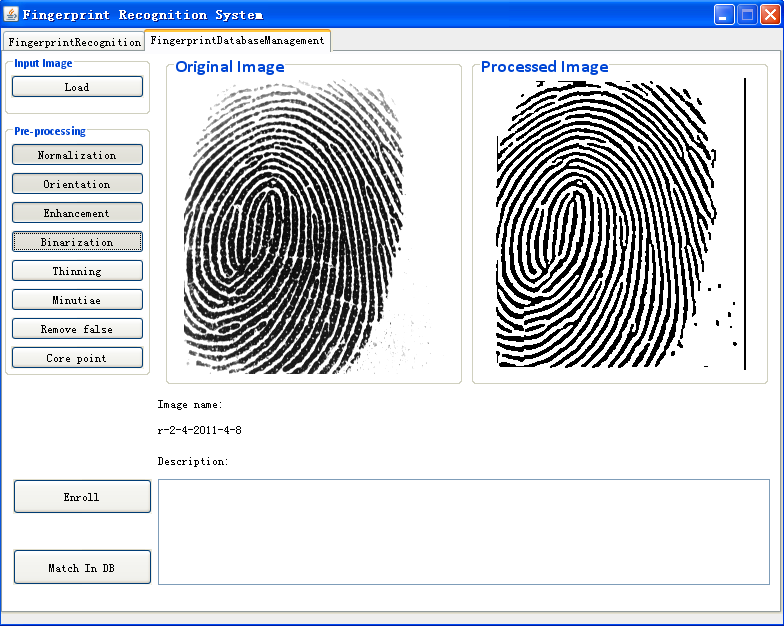 Fingerprint Recognition System
FingerprintRecognition
FingerprintDatabaseManagement
Input Image
Load
Pre-processing
Normalization
Orientation
Enhancement
Binarization
Thinning
Minutiae
Remove false
Core point
Original Image
Processed Image
Image name:
r-2-4-2011-4-8
Description:
Enroll
Match In DB